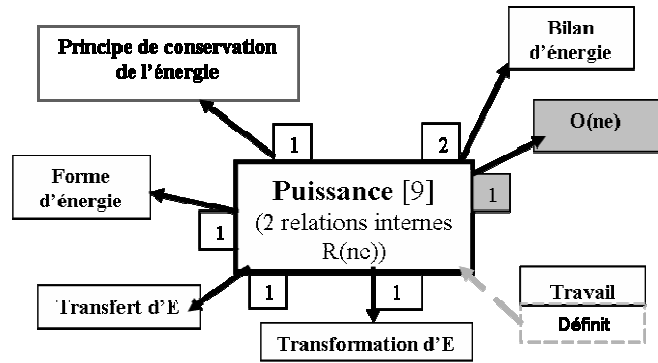 Principe de conservation
de l'énergie
Bilan
d'énergie
O(ne)
1
2
1
Forme
d'énergie
1
Puissance [9]
(2 relations internes
R(ne))
1
1
Transfert d'E
Transformation d'E
Travail
Définit